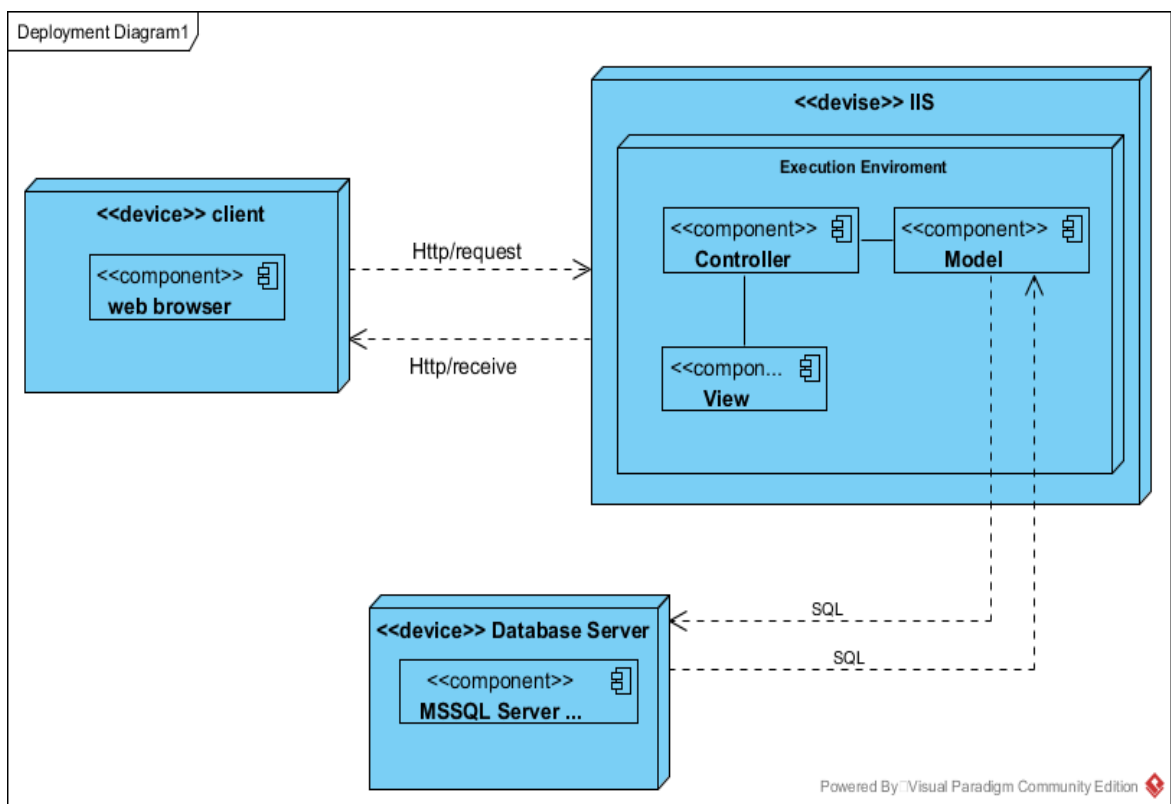 Deployment Diagram1
<<devise>> IIS
Execution Enviroment
<<component>>
Controller
<<component>>
Model
<<compon...
View
<<device>> client
<<component>>
web browser
Http/request
Http/receive
SQL
SQL
<<device>> Database Server
<<component>>
MSSQL Server ...
Powered By Visual Paradigm Community Edition